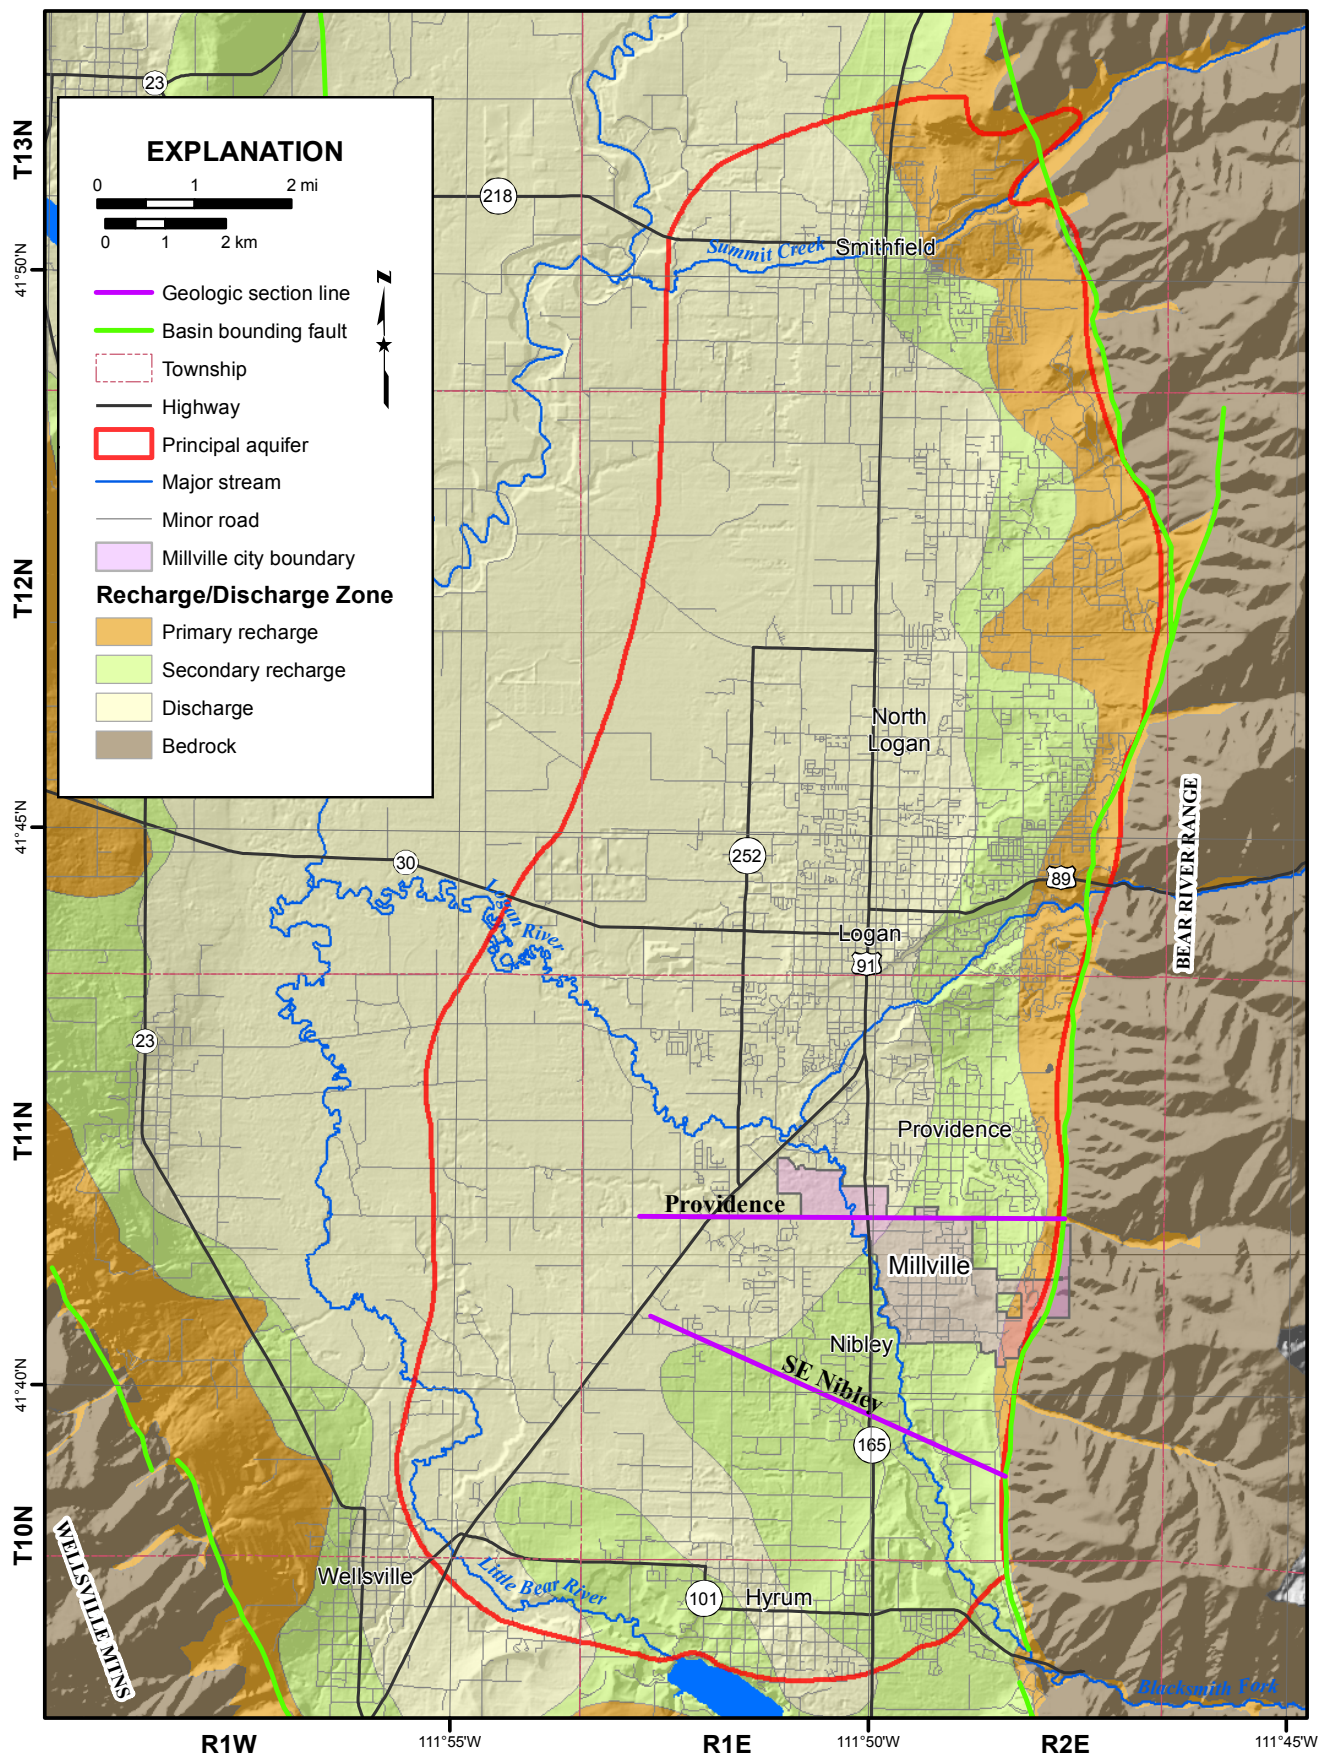 23
EXPLANATION
0 1 2 mi
0 1 2 km
Geologic section line
Basin bounding fault
Township
Highway
Principal aquifer
Major stream
Minor road
Millville city boundary
Recharge/Discharge Zone
Primary recharge
Secondary recharge
Discharge
Bedrock
N
T13N
41°50'N
T12N
41°45'N
T11N
41°40'N
T10N
218
Summit Creek
Smithfield
North
Logan
252
30
89
Logan River
Logan
91
BEAR RIVER RANGE
23
Providence
Providence
Millville
Nibley
SE Nibley
165
WELLSVILLE MTNS
Wellsville
Little Bear River
101
Hyrum
Blacksmith Fork
R1W
111°55'W
R1E
111°50'W
R2E
111°45'W